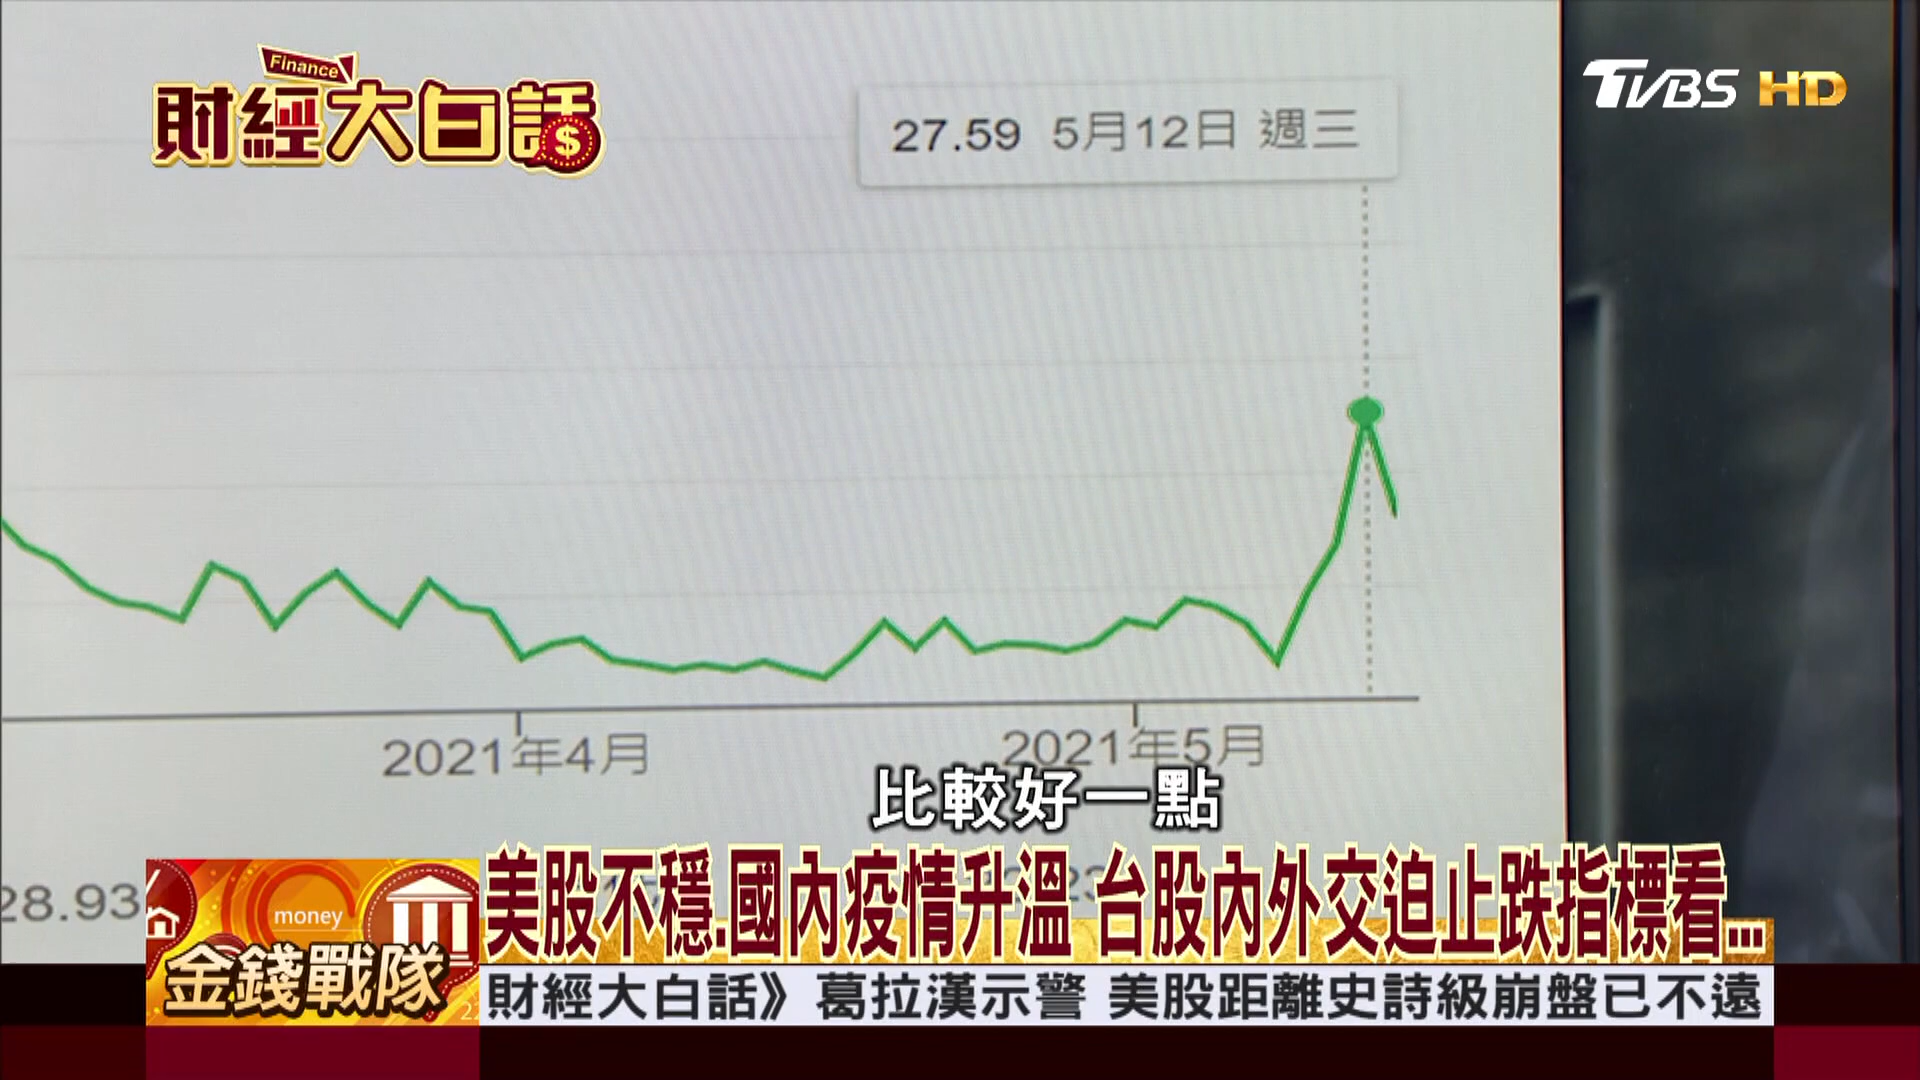 Finance
財經大白話
TVBS HD
27.59 5月12日 週三
2021年4月
2021年5月
比較好一點
28.93
money
金錢戰隊
美股不穩.國內疫情升溫 台股內外交迫止跌指標看...
財經大白話》葛拉漢示警 美股距離史詩級崩盤已不遠